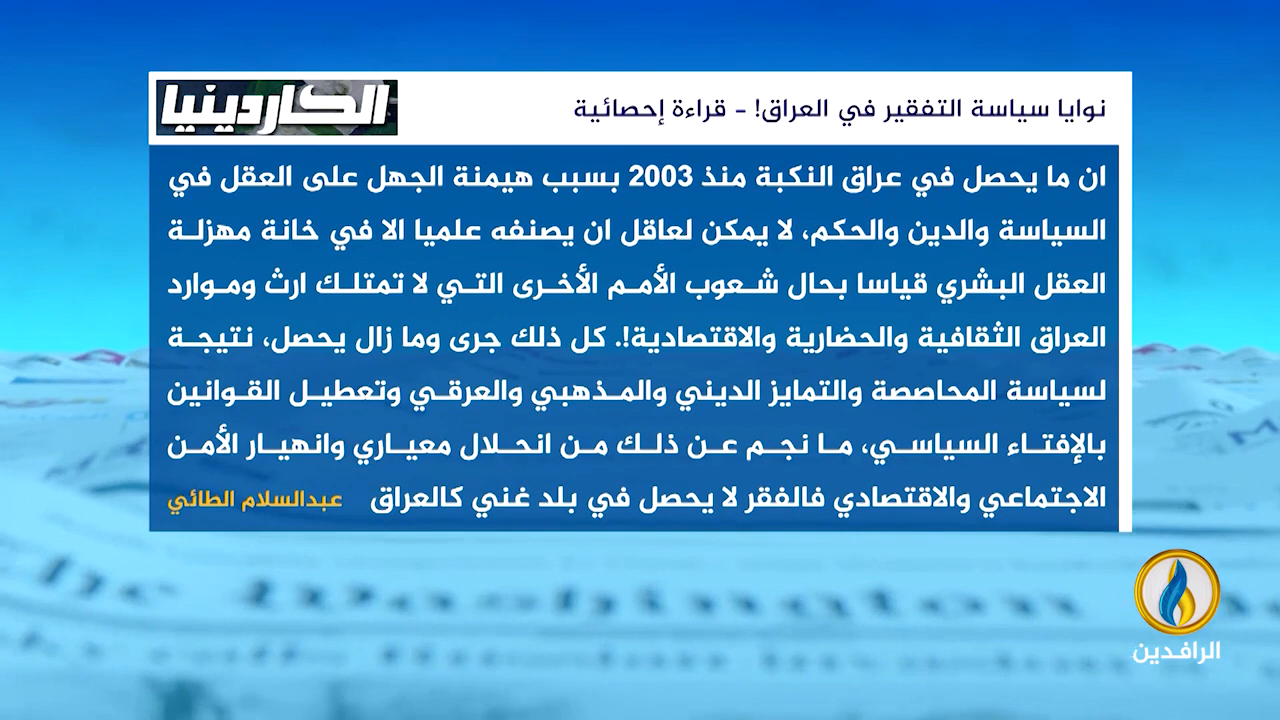 الكاردينيا
نوايا سياسة التفقير في العراق! - قراءة إحصائية
ان ما يحصل في عراق النكبة منذ 2003 بسبب هيمنة الجهل على العقل في
السياسة والدين والحكم، لا يمكن لعاقل ان يصنفه علميا الا في خانة مهزلة
العقل البشري قياسا بحال شعوب الأمم الأخرى التي لا تمتلك ارث وموارد
العراق الثقافية والحضارية والاقتصادية!. كل ذلك جرى وما زال يحصل، نتيجة
لسياسة المحاصصة والتمايز الديني والمذهبي والعرقي وتعطيل القوانين
بالإفتاء السياسي، ما نجم عن ذلك من انحلال معياري وانهيار الأمن
الاجتماعي والاقتصادي فالفقر لا يحصل في بلد غني كالعراق
عبدالسلام الطائي
الرافدين